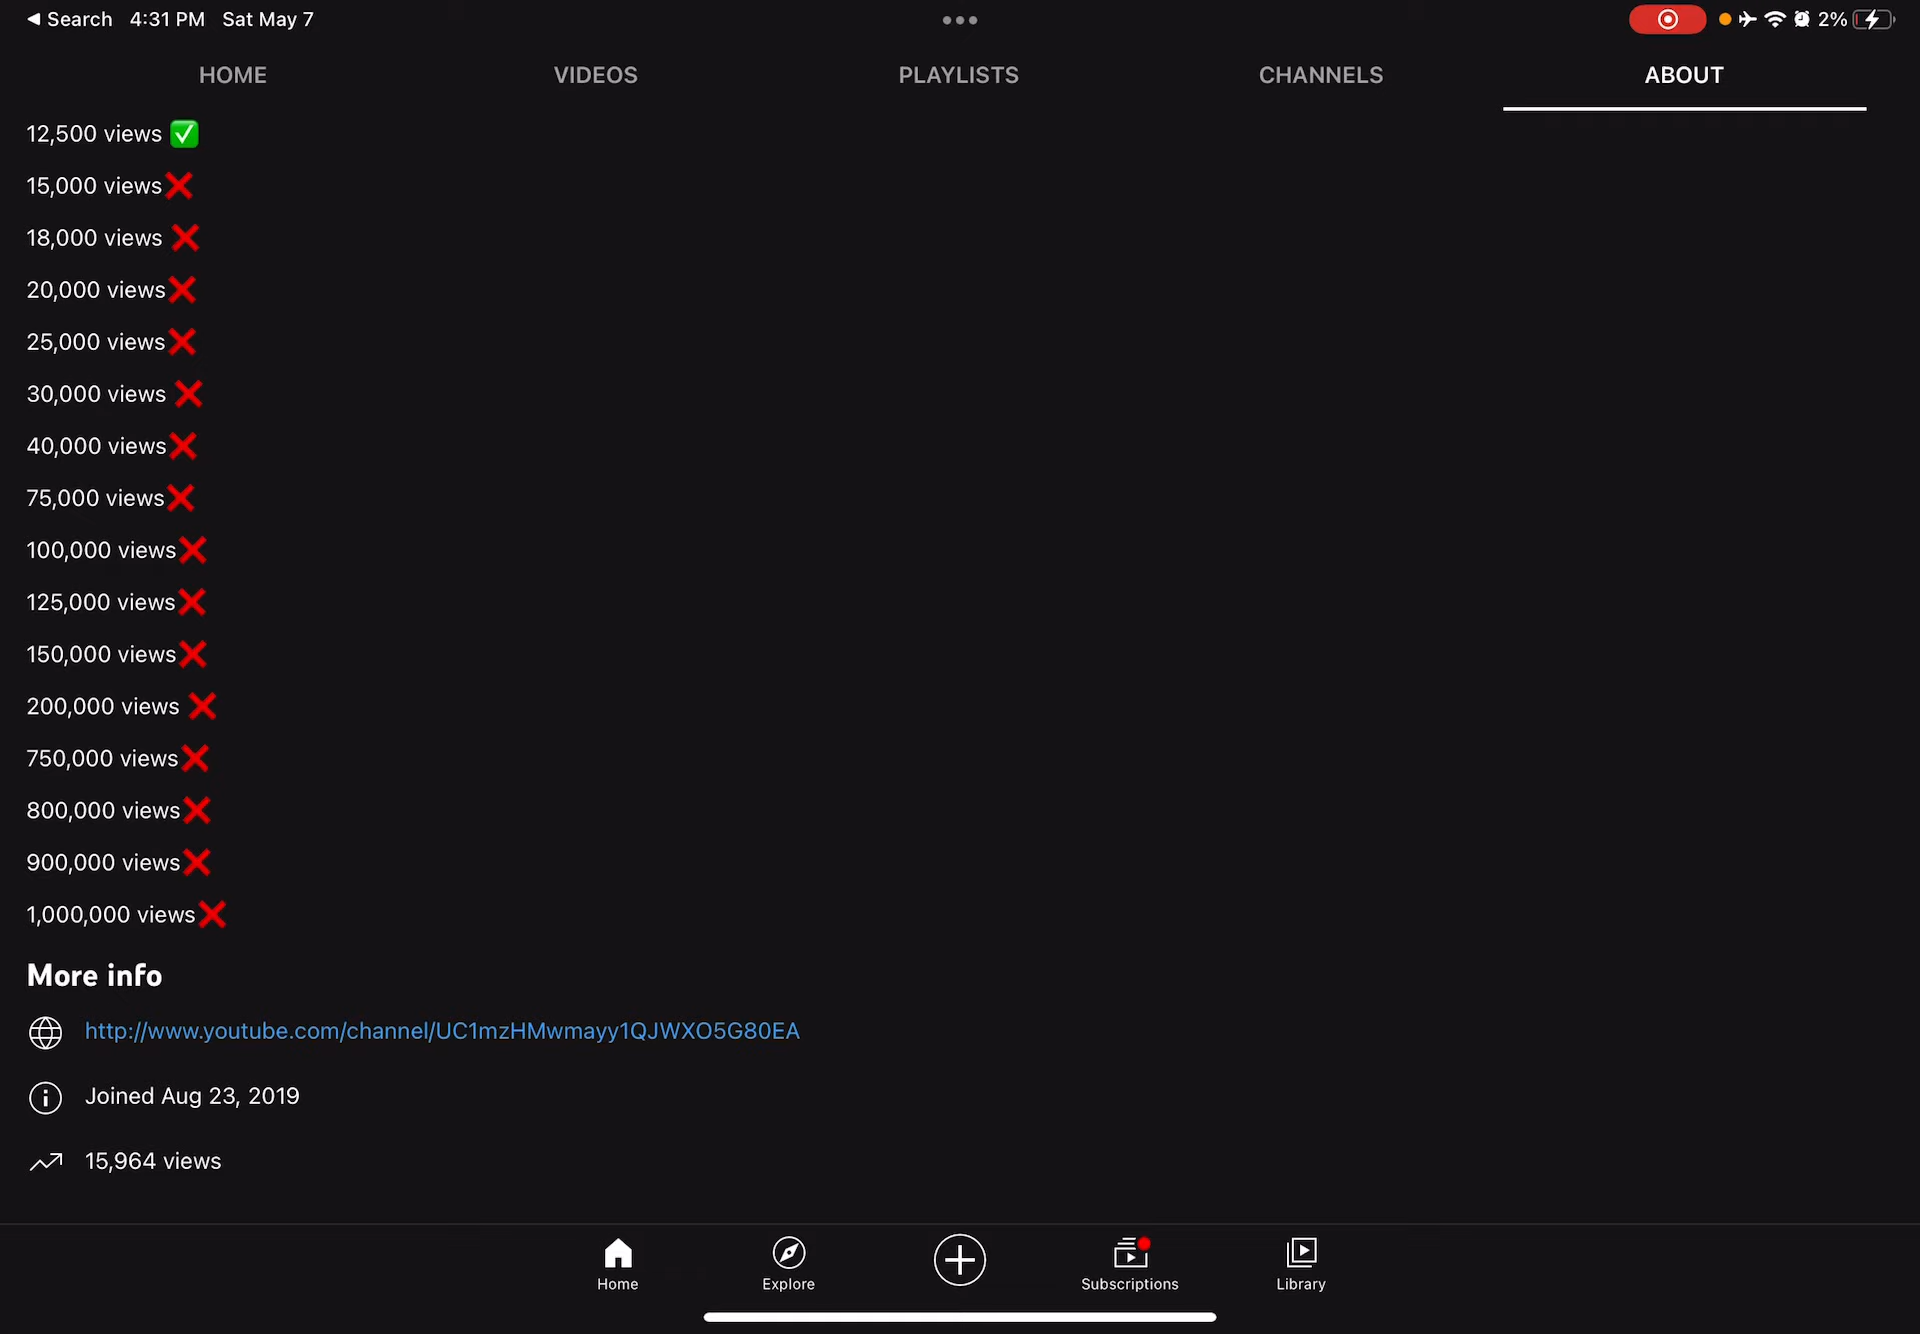 Search 4:31 PM Sat May 7 2%
HOME VIDEOS PLAYLISTS CHANNELS ABOUT
12,500 views ✅
15,000 views❌
18,000 views ❌
20,000 views❌
25,000 views❌
30,000 views ❌
40,000 views❌
75,000 views❌
100,000 views❌
125,000 views❌
150,000 views❌
200,000 views ❌
750,000 views❌
800,000 views❌
900,000 views❌
1,000,000 views❌
More info
http://www.youtube.com/channel/UC1mzHMwmayy1QJWXO5G80EA
Joined Aug 23, 2019
15,964 views
Home Explore Subscriptions Library